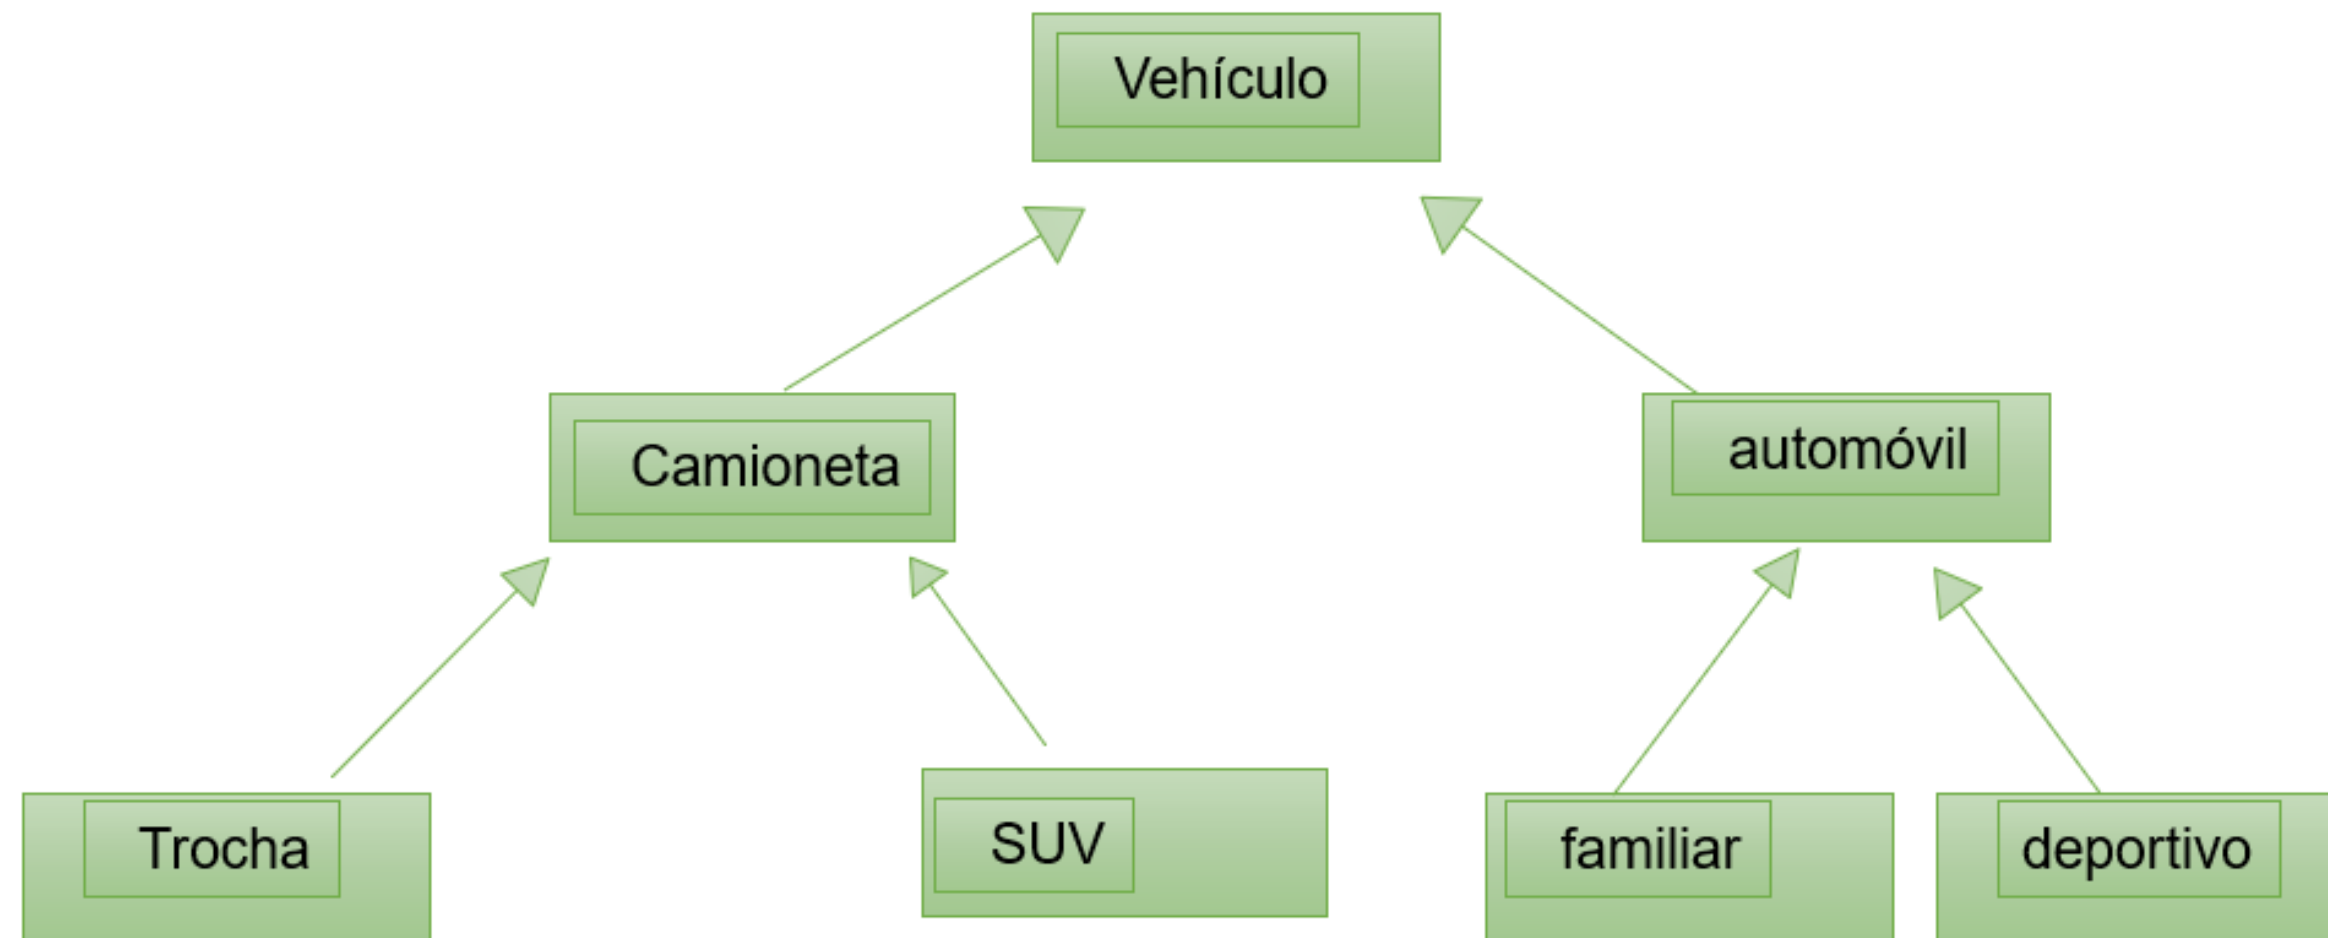 Vehículo
Camioneta
automóvil
Trocha
SUV
familiar
deportivo